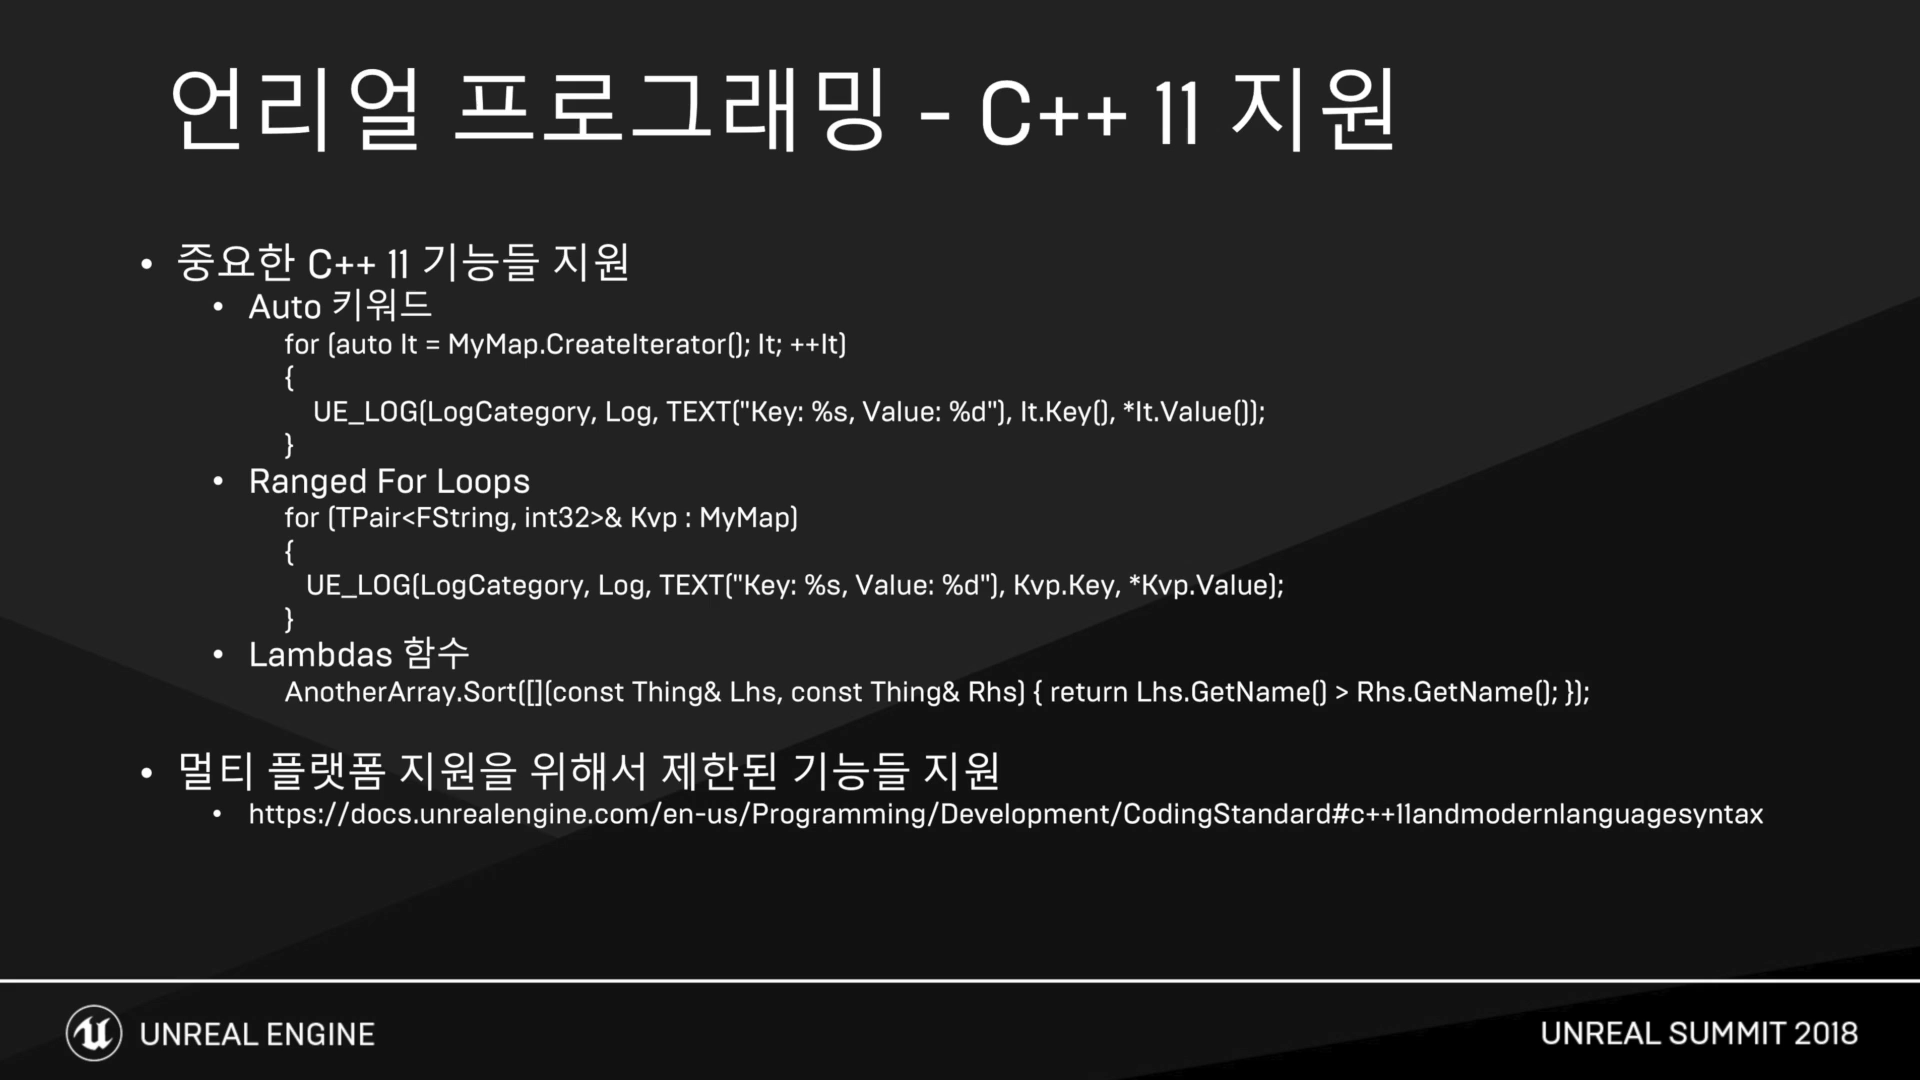 언리얼 프로그래밍 - C++ 11 지원
• 중요한 C++ 11 기능들 지원
• Auto 키워드
for (auto It = MyMap.CreateIterator(); It; ++It)
{
UE_LOG(LogCategory, Log, TEXT("Key: %s, Value: %d"), It.Key(), *It.Value());
}
• Ranged For Loops
for (TPair<FString, int32>& Kvp : MyMap)
{
UE_LOG(LogCategory, Log, TEXT("Key: %s, Value: %d"), Kvp.Key, *Kvp.Value);
}
• Lambdas 함수
AnotherArray.Sort([](const Thing& Lhs, const Thing& Rhs) { return Lhs.GetName() > Rhs.GetName(); });
• 멀티 플랫폼 지원을 위해서 제한된 기능들 지원
• https://docs.unrealengine.com/en-us/Programming/Development/CodingStandard#c++11andmodernlanguagesyntax
UNREAL ENGINE
UNREAL SUMMIT 2018